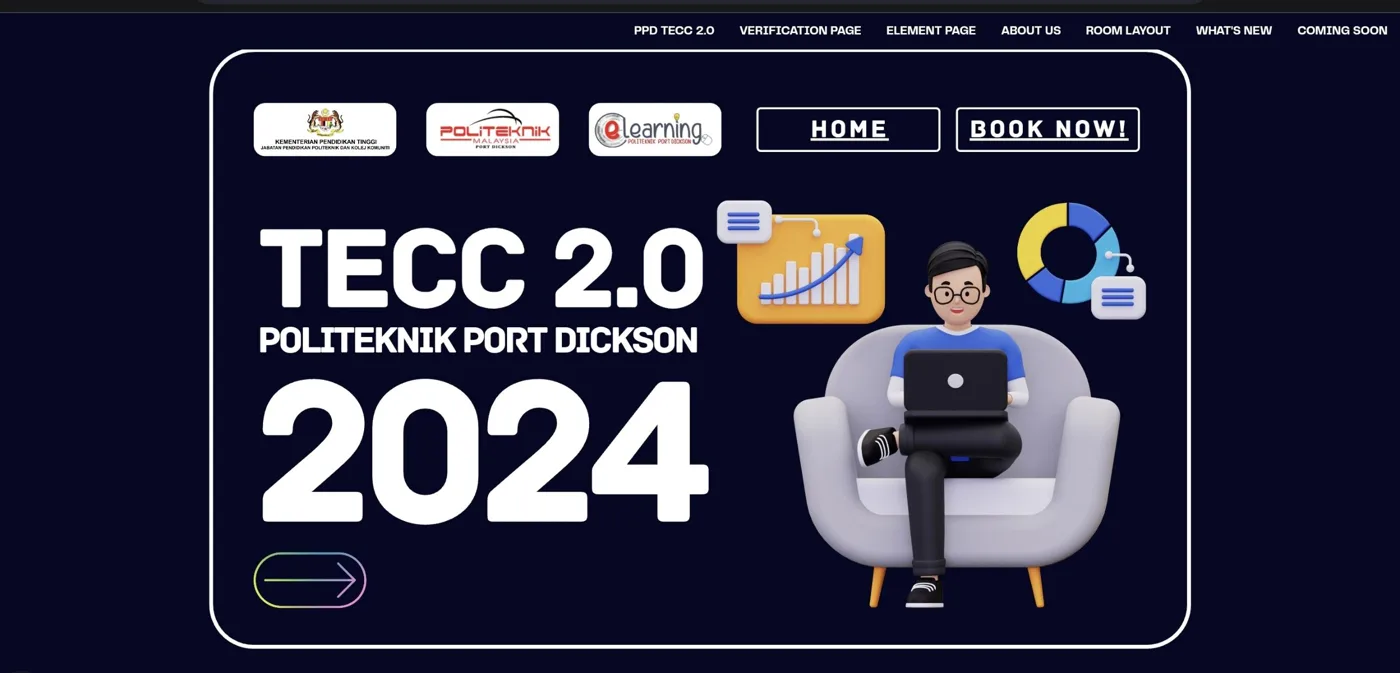 PPD TECC 2.0 VERIFICATION PAGE ELEMENT PAGE ABOUT US ROOM LAYOUT WHAT'S NEW COMING SOON
KEMENTERIAN PENDIDIKAN TINGGI
JABATAN PENDIDIKAN POLITEKNIK DAN KOLEJ KOMUNITI
POLITEKNIK
MALAYSIA
PORT DICKSON
eLearning
POLITEKNIK PORT DICKSON
HOME
BOOK NOW!
TECC 2.0
POLITEKNIK PORT DICKSON
2024